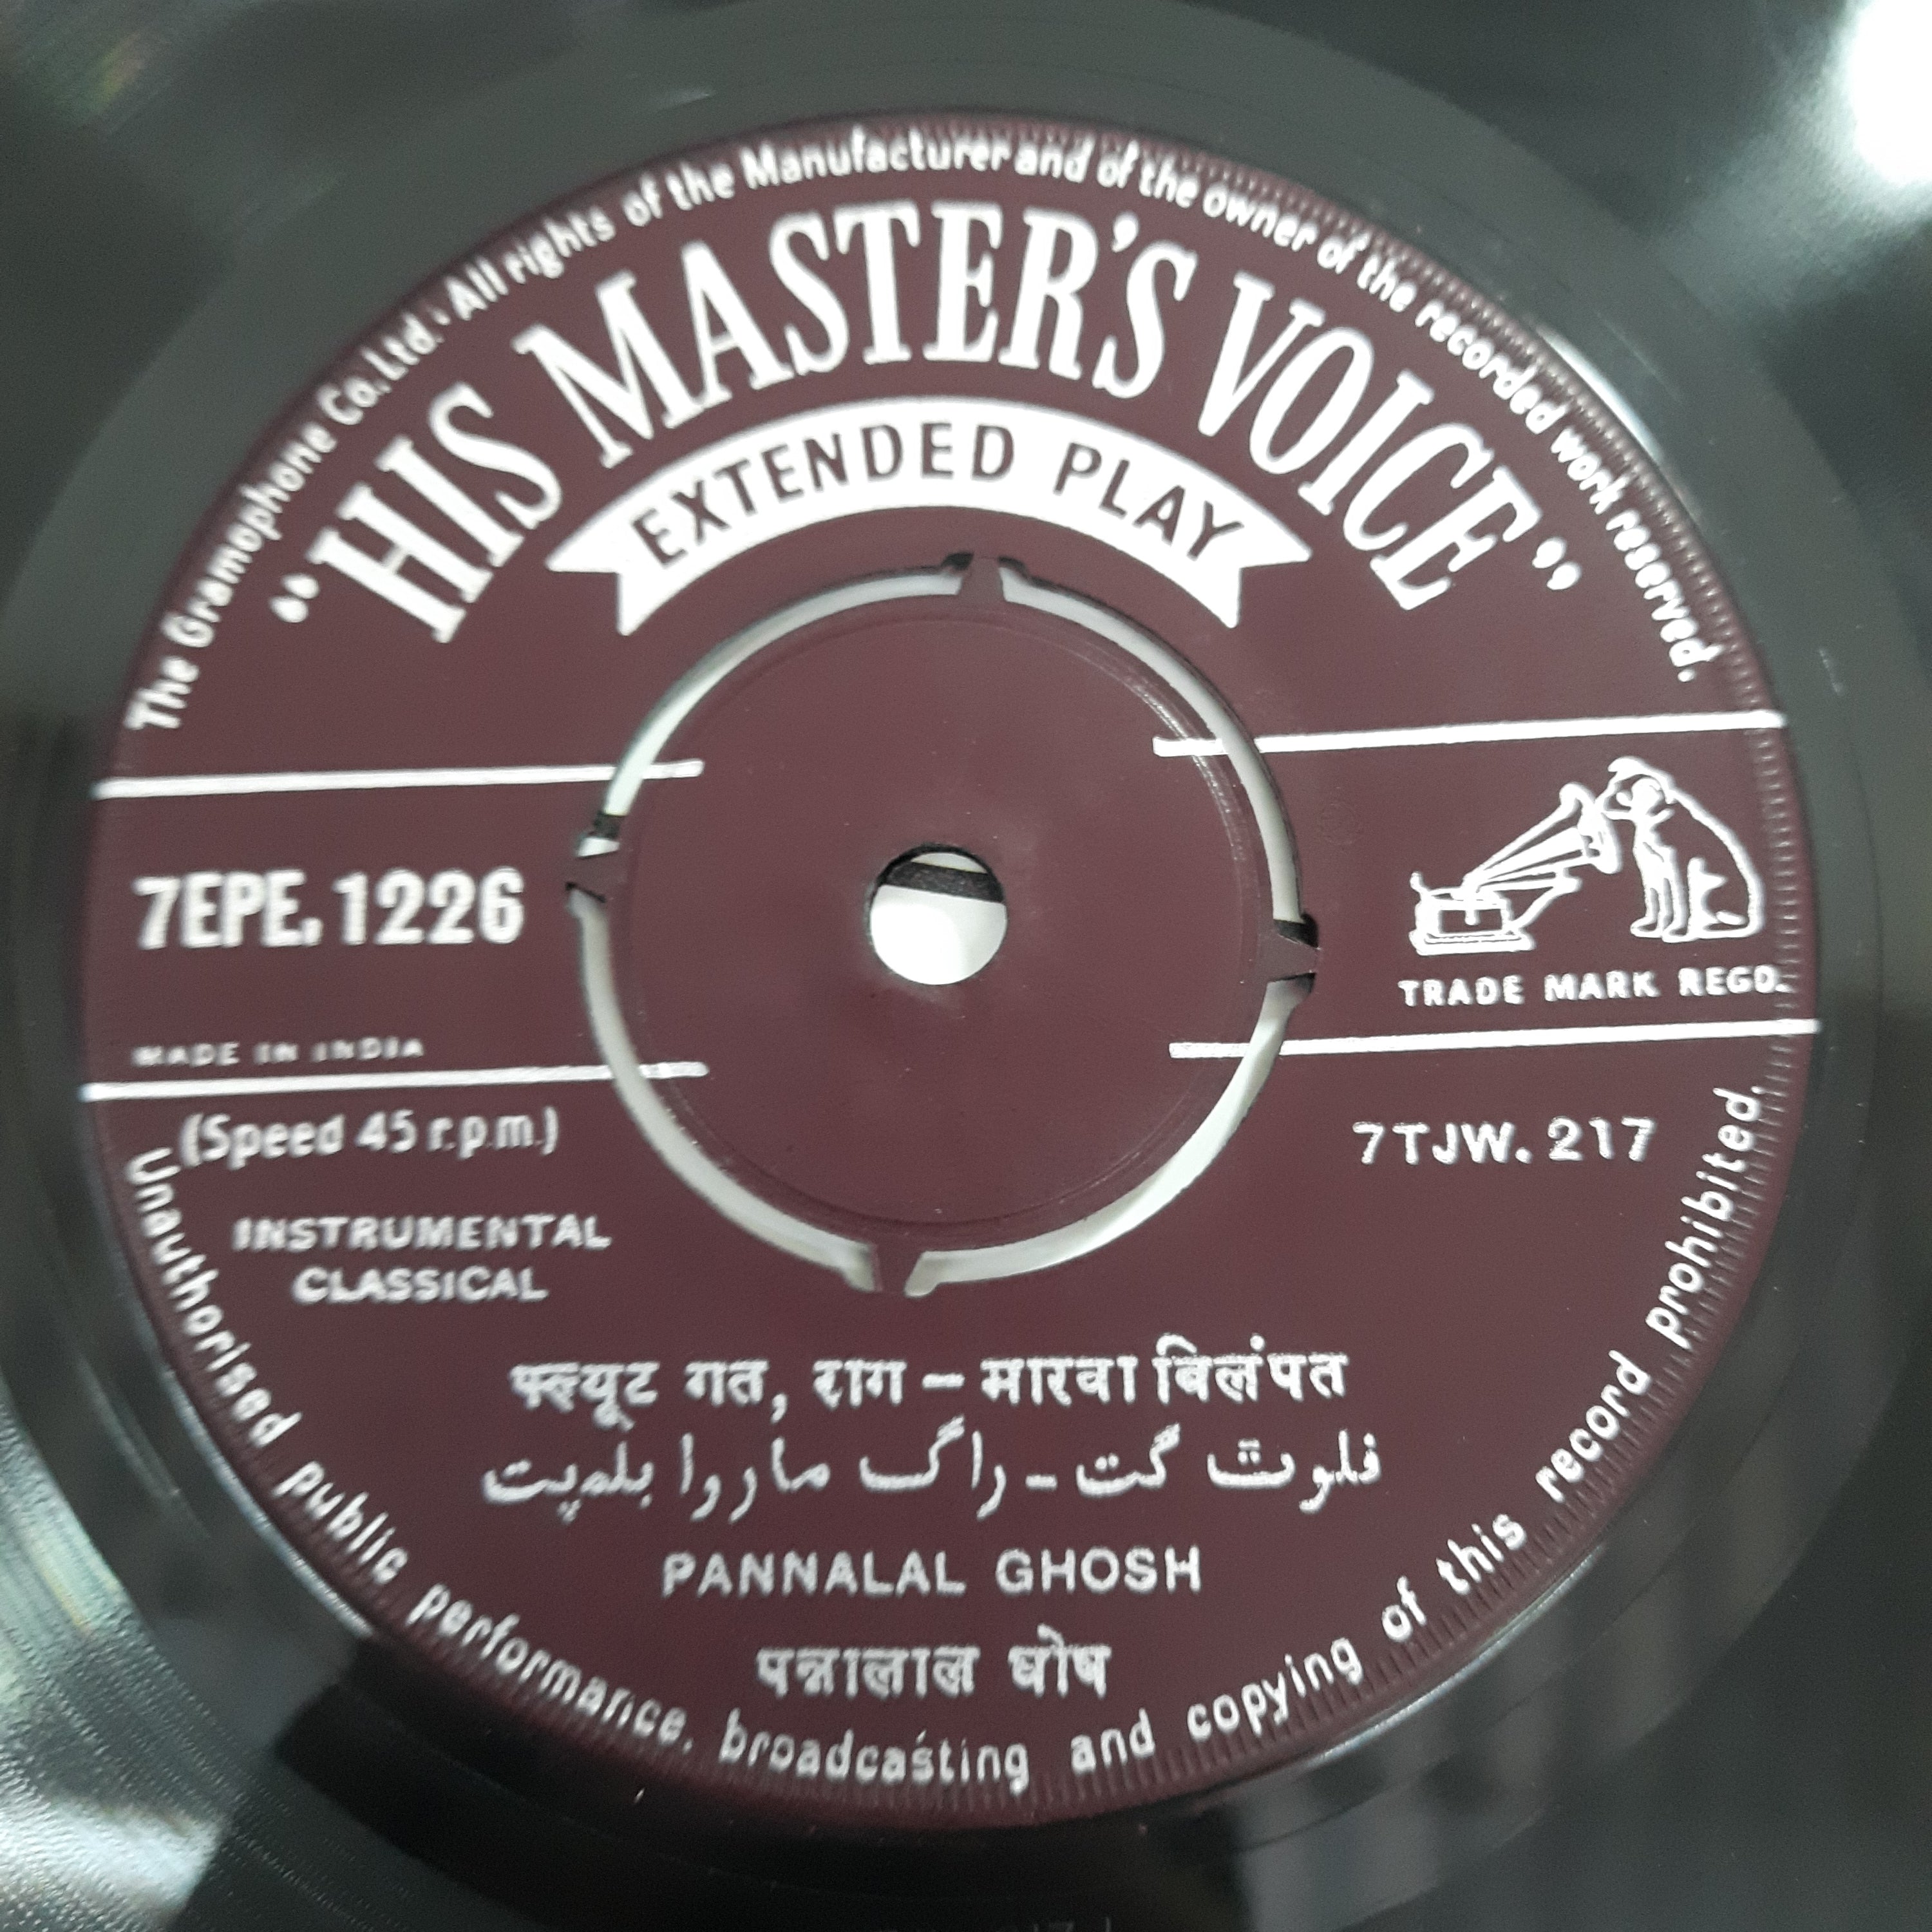 The Gramophone Co. Ltd. · All rights of the Manufacturer and of the owner of the recorded work reserved.
“HIS MASTER’S VOICE”
EXTENDED PLAY
7EPE. 1226
TRADE MARK REGD.
MADE IN INDIA
(Speed 45 r.p.m.)
7TJW. 217
INSTRUMENTAL
CLASSICAL
फ्ल्यूट गत, राग - मारवा बिलंपत
فلوٹ گت - راگ ماروا بلمپت
PANNALAL GHOSH
पन्नालाल घोष
Unauthorised public performance, broadcasting and copying of this record prohibited.